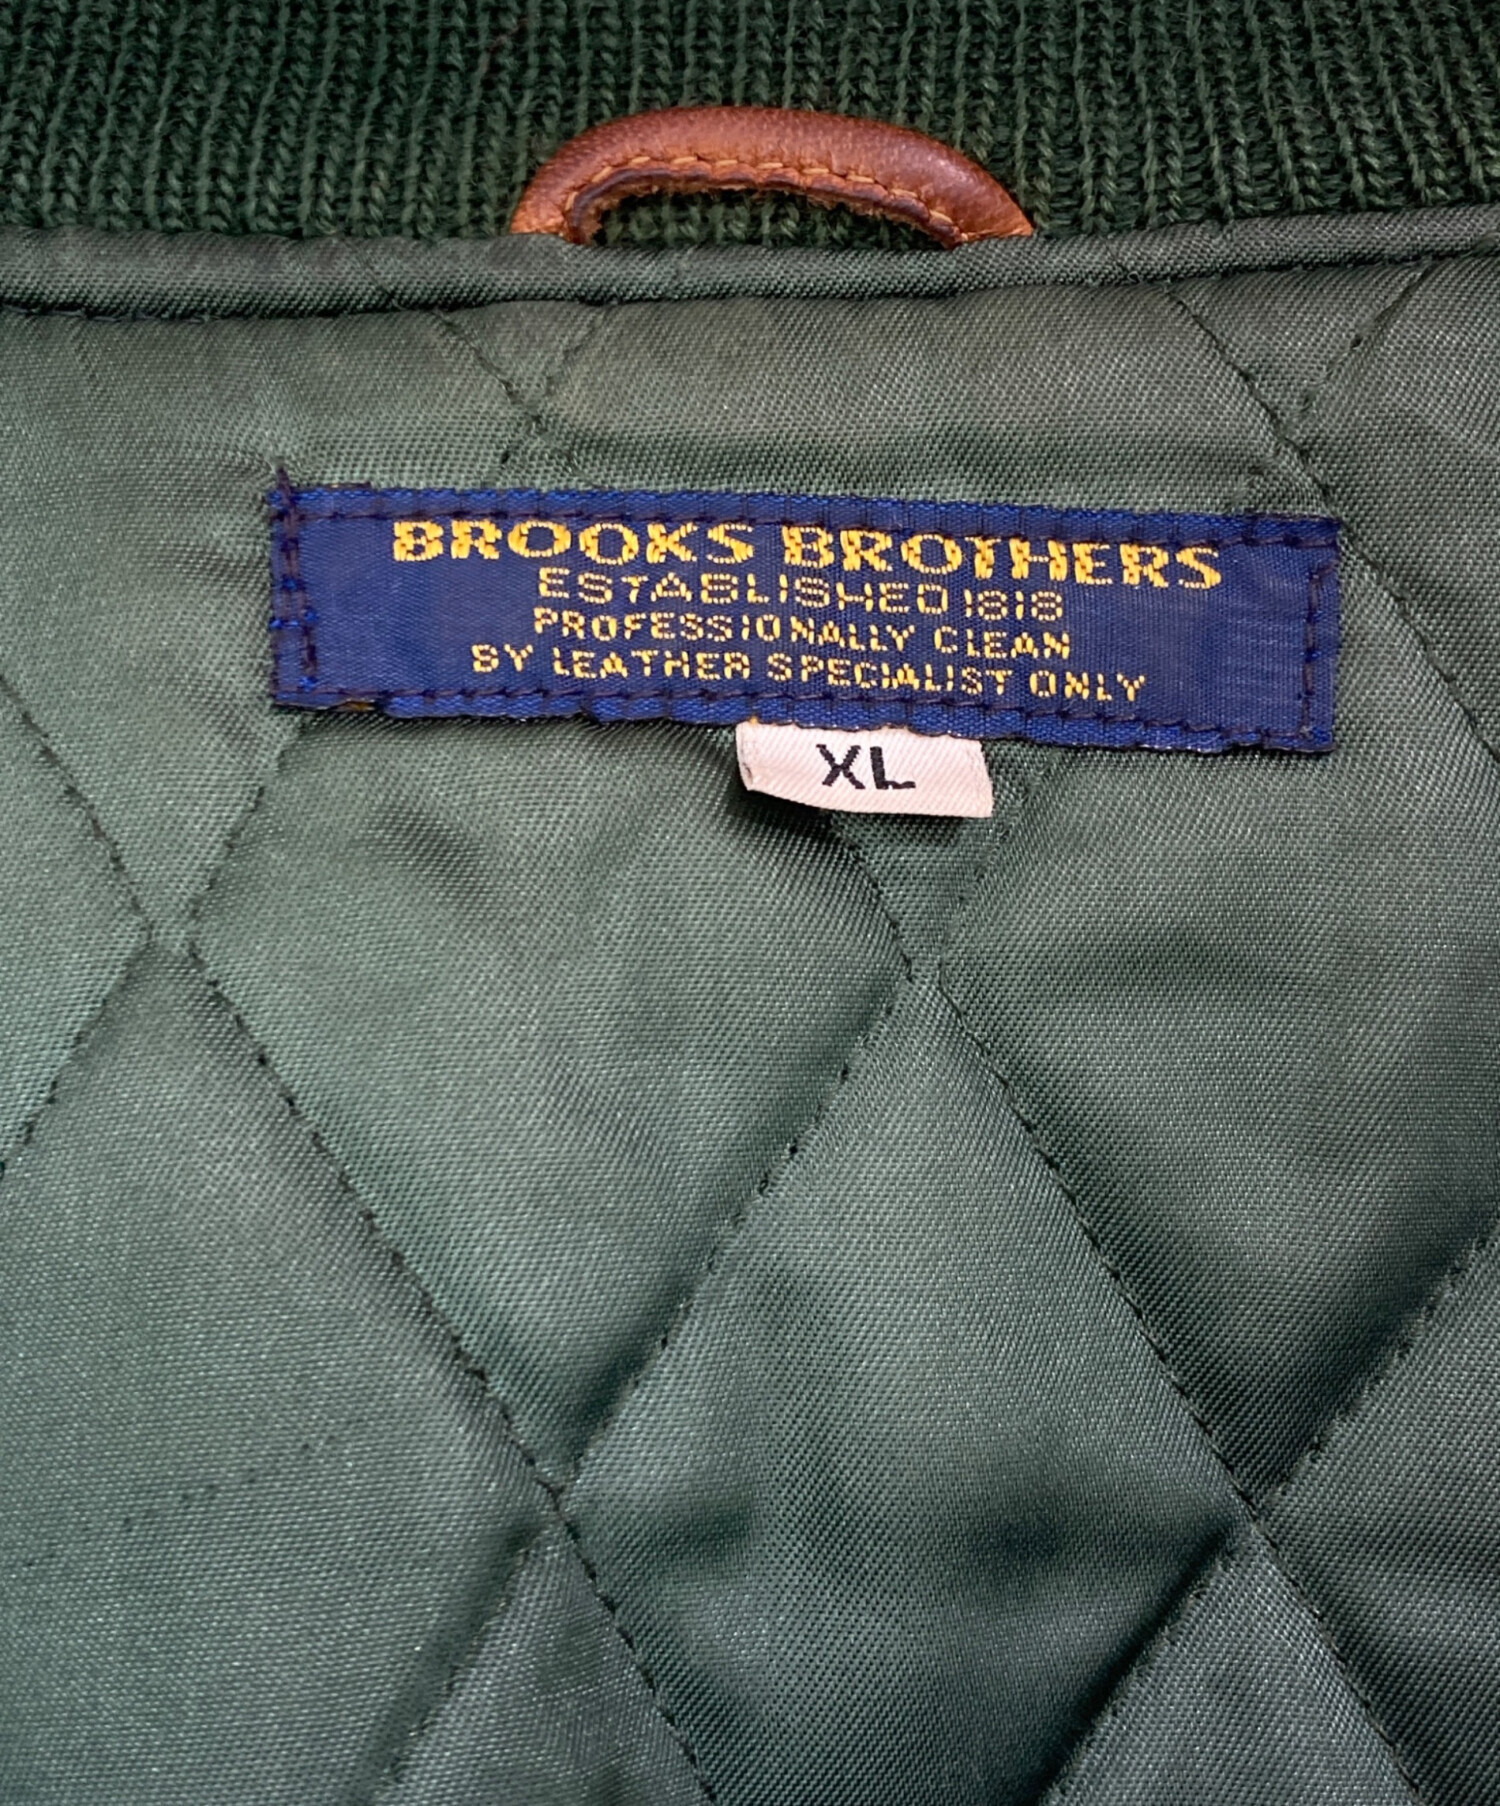 BROOKS BROTHERS
ESTABLISHED 1818
PROFESSIONALLY CLEAN
BY LEATHER SPECIALIST ONLY
XL